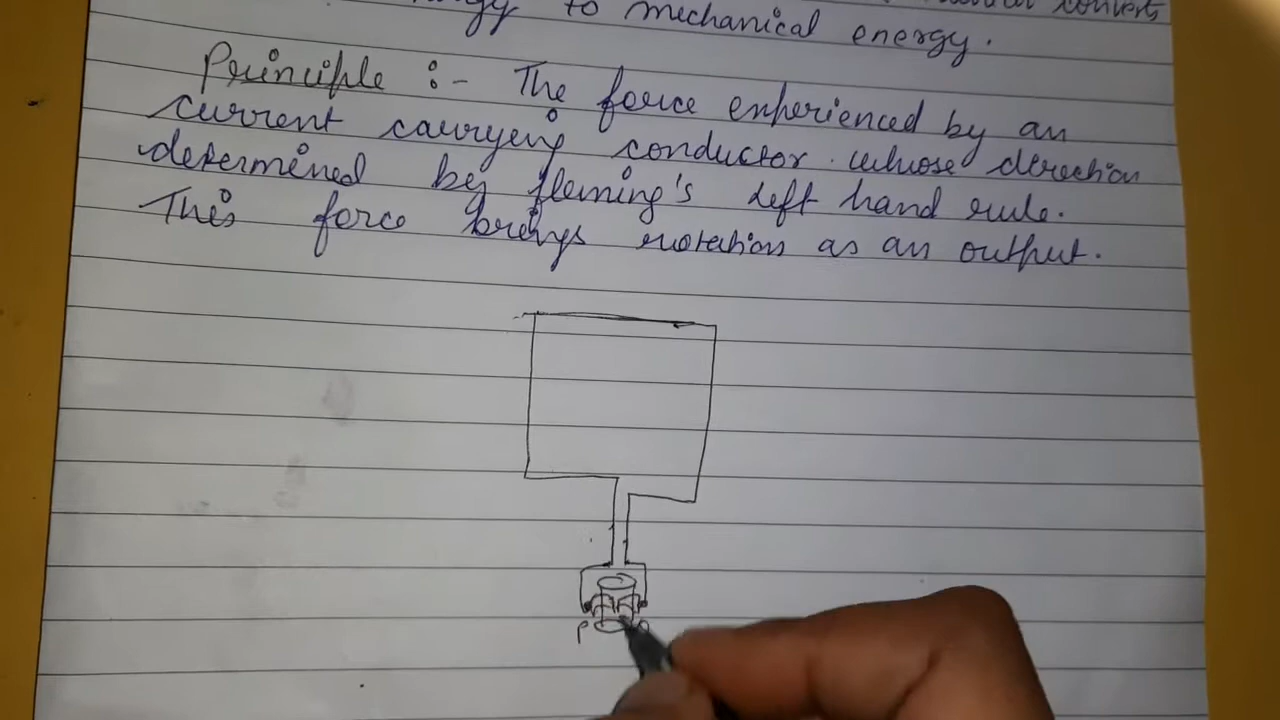 converts
to mechanical energy.
Principle :- The force experienced by an
current carrying conductor whose direction
determined by fleming's left hand rule.
This force brings rotation as an output.
P